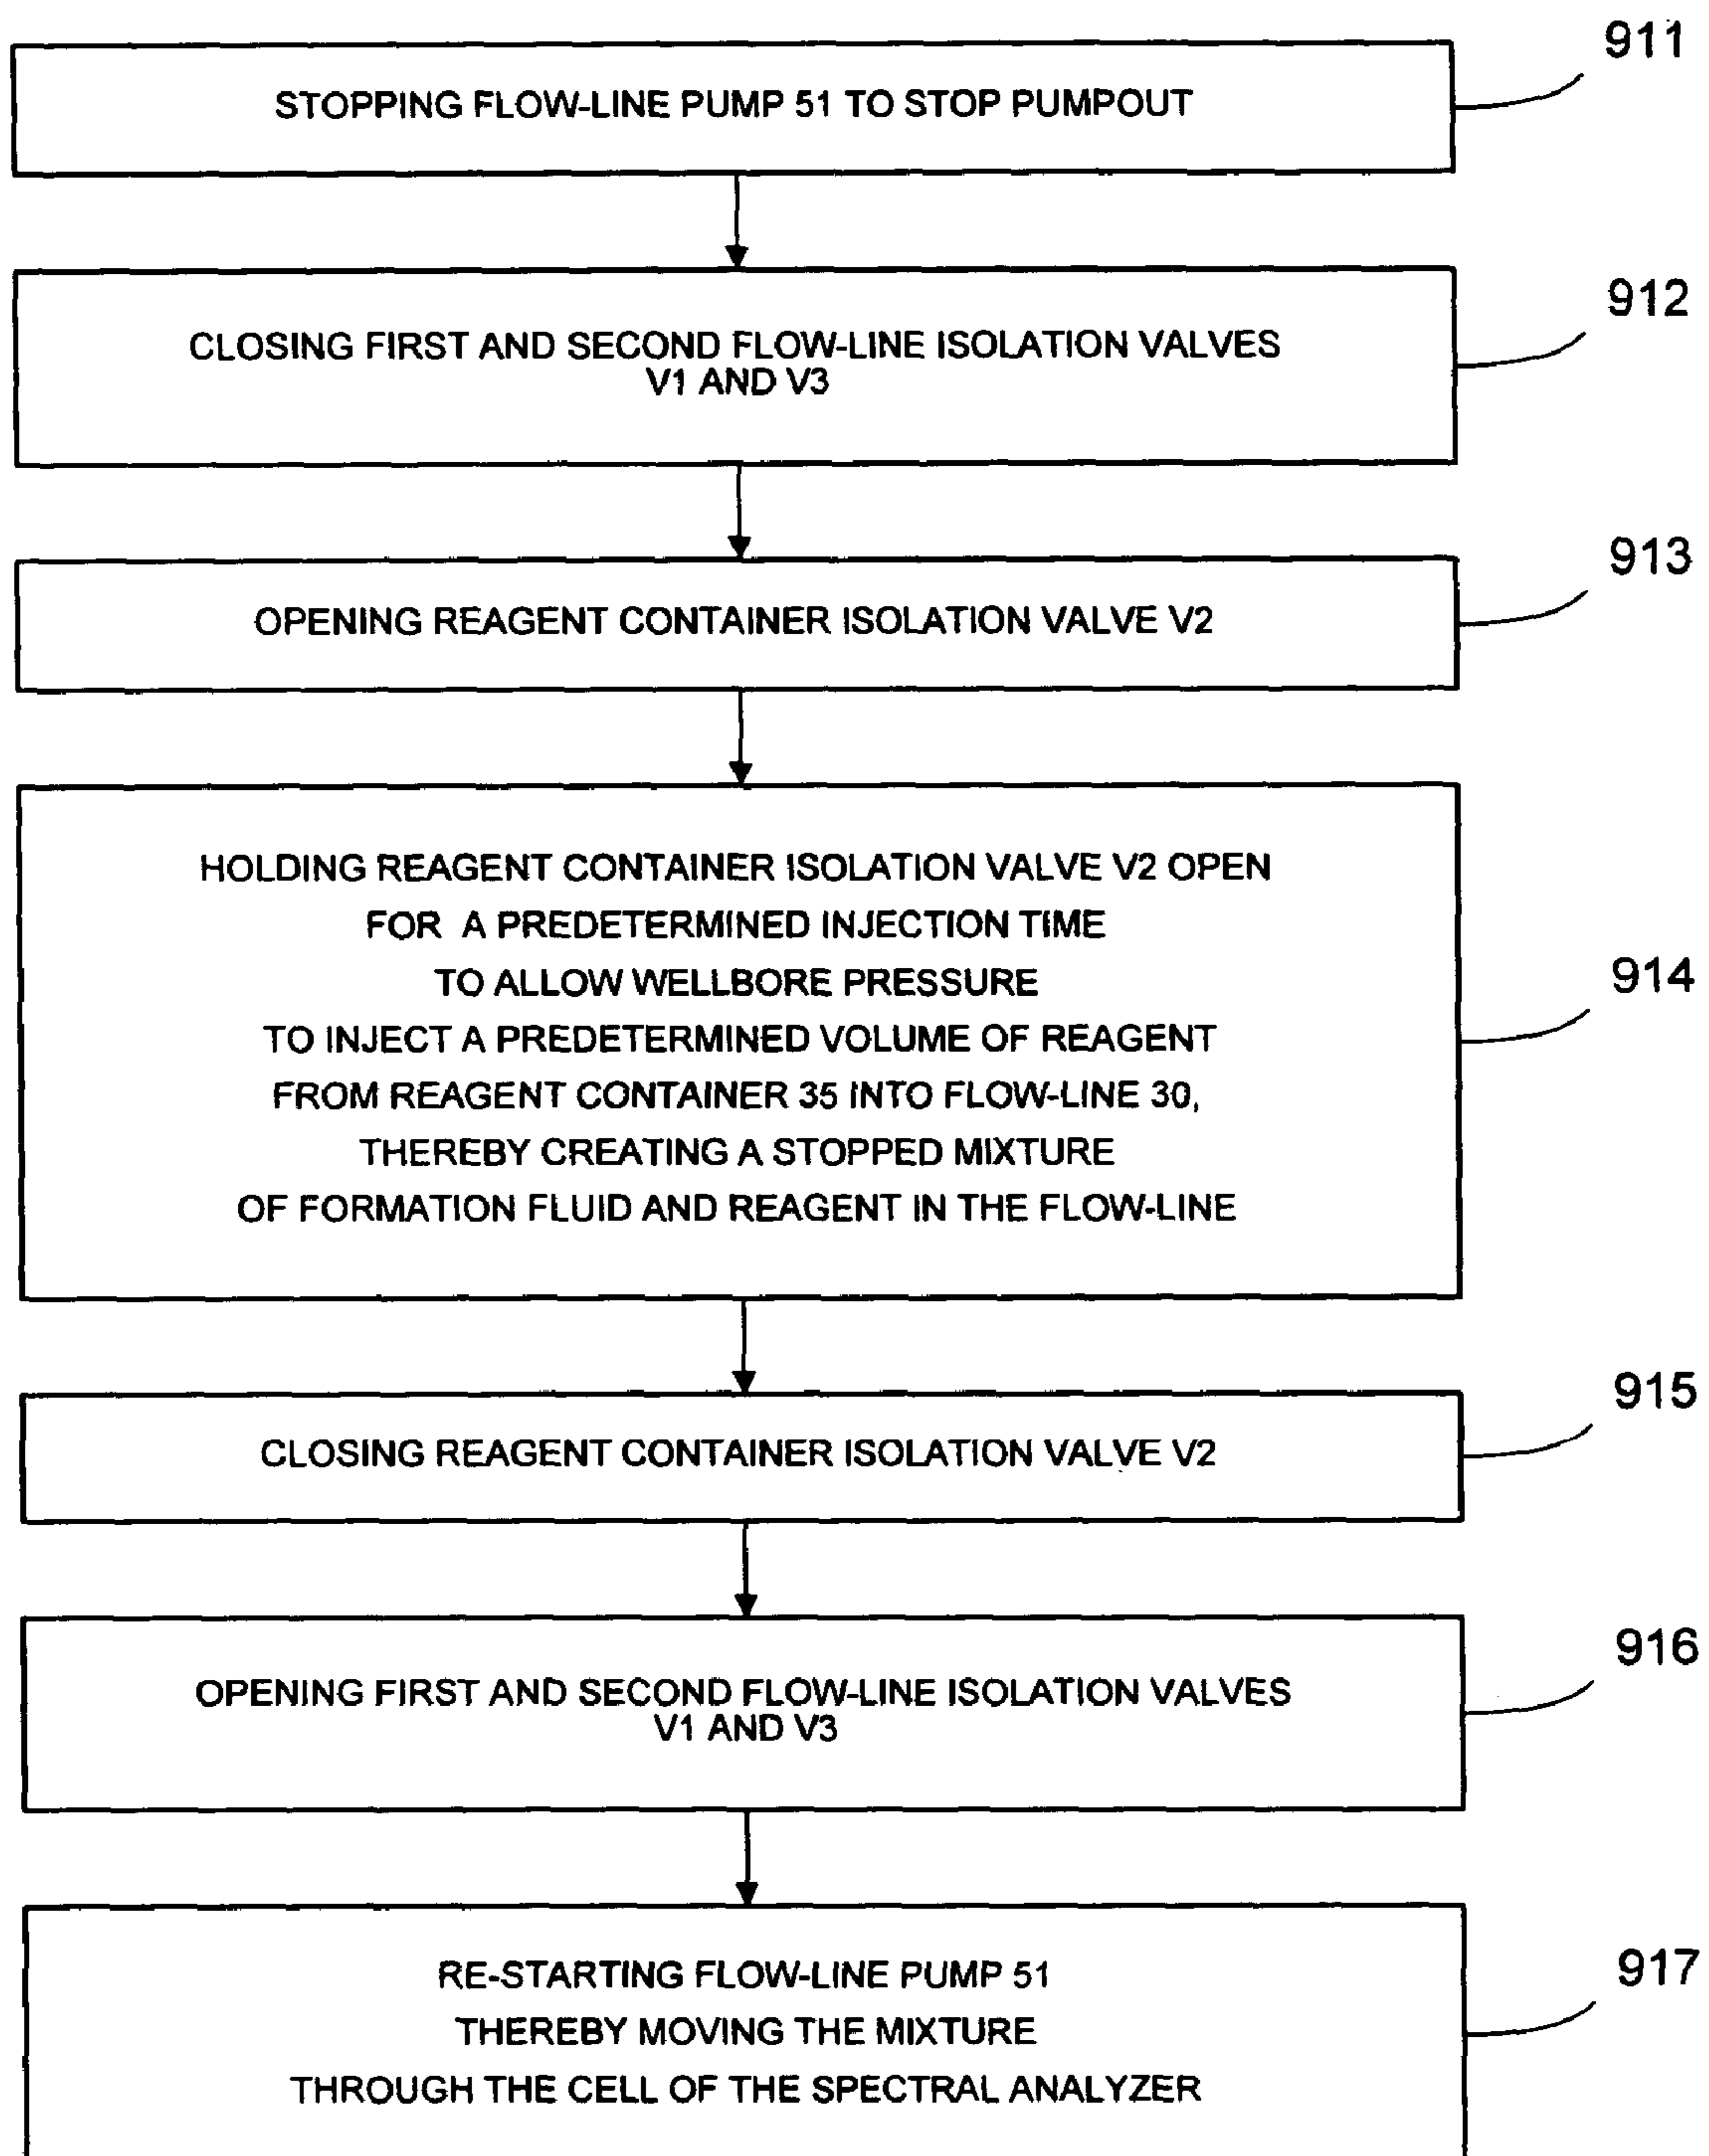 911
STOPPING FLOW-LINE PUMP 51 TO STOP PUMPOUT
912
CLOSING FIRST AND SECOND FLOW-LINE ISOLATION VALVES
V1 AND V3
913
OPENING REAGENT CONTAINER ISOLATION VALVE V2
HOLDING REAGENT CONTAINER ISOLATION VALVE V2 OPEN
FOR A PREDETERMINED INJECTION TIME
TO ALLOW WELLBORE PRESSURE
914
TO INJECT A PREDETERMINED VOLUME OF REAGENT
FROM REAGENT CONTAINER 35 INTO FLOW-LINE 30,
THEREBY CREATING A STOPPED MIXTURE
OF FORMATION FLUID AND REAGENT IN THE FLOW-LINE
915
CLOSING REAGENT CONTAINER ISOLATION VALVE V2
916
OPENING FIRST AND SECOND FLOW-LINE ISOLATION VALVES
V1 AND V3
917
RE-STARTING FLOW-LINE PUMP 51
THEREBY MOVING THE MIXTURE
THROUGH THE CELL OF THE SPECTRAL ANALYZER